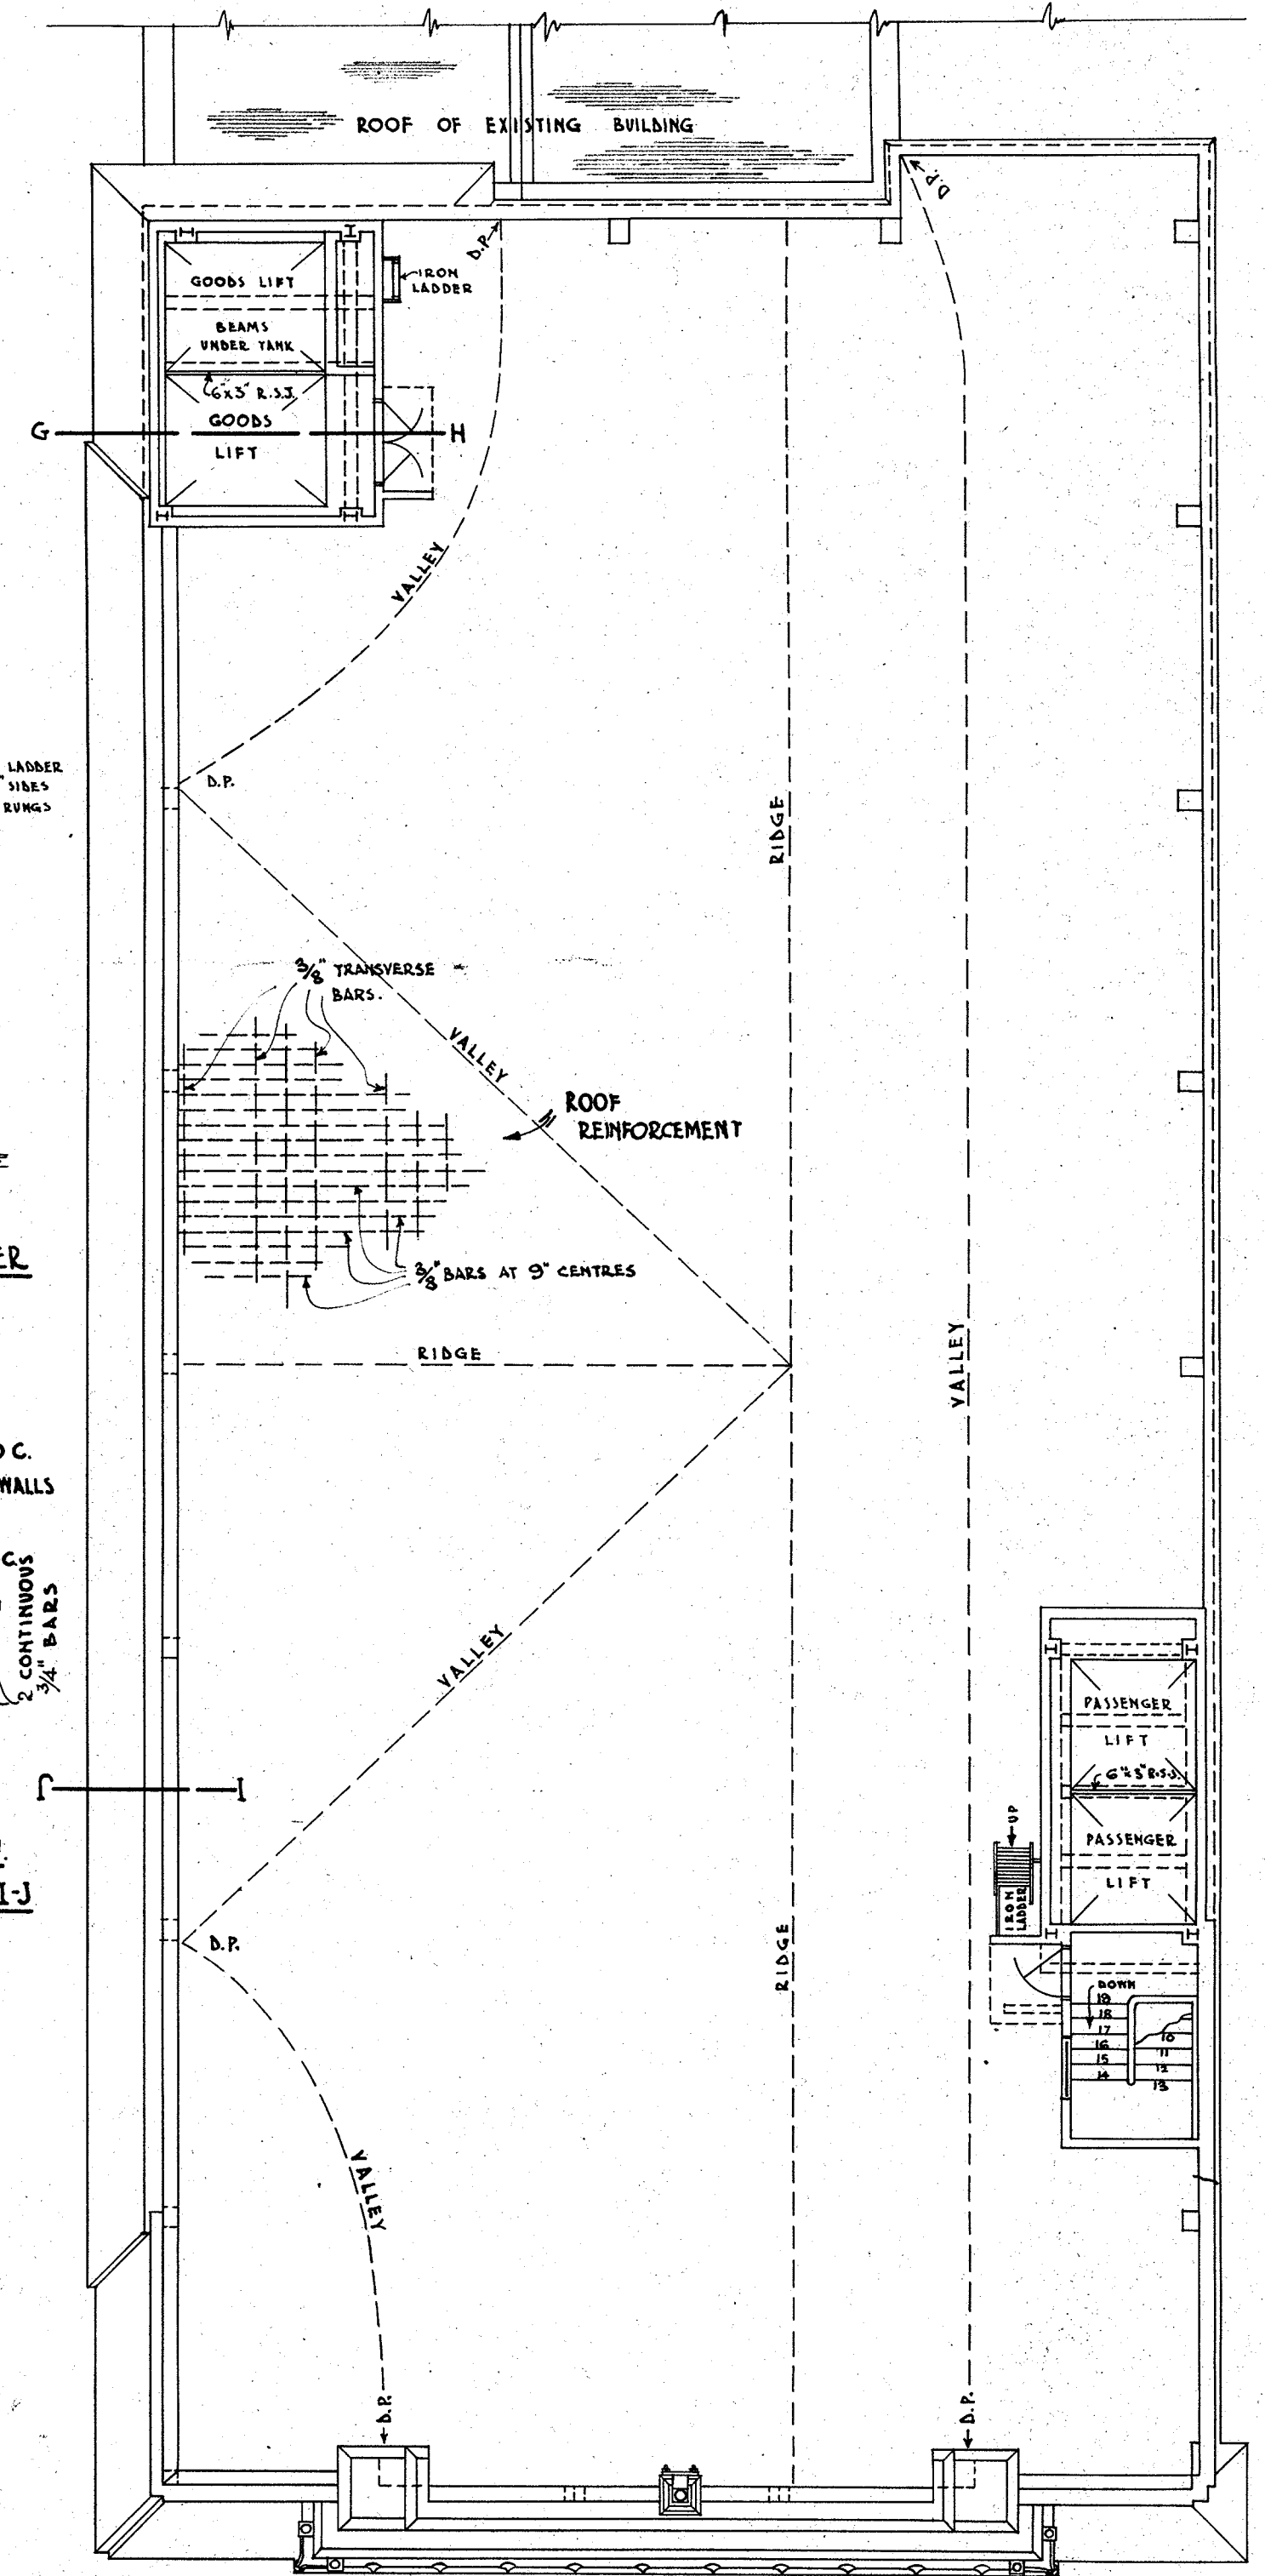 ROOF OF EXISTING BUILDING
D.P.
D.P.
GOODS LIFT
IRON
LADDER
BEAMS
UNDER TANK
6"x3" R.S.J.
GOODS
LIFT
G
H
VALLEY
LADDER
SIDES
RUNGS
D.P.
RIDGE
3/8" TRANSVERSE
BARS.
VALLEY
ROOF
REINFORCEMENT
3/8" BARS AT 9" CENTRES
RIDGE
VALLEY
WALLS
2 CONTINUOUS
3/4" BARS
VALLEY
PASSENGER
LIFT
6"x3" R.S.J.
PASSENGER
LIFT
I
UP
IRON
LADDER
I-J
D.P.
RIDGE
DOWN
19
18
17
16
15
14
10
11
12
13
VALLEY
D.P.
D.P.